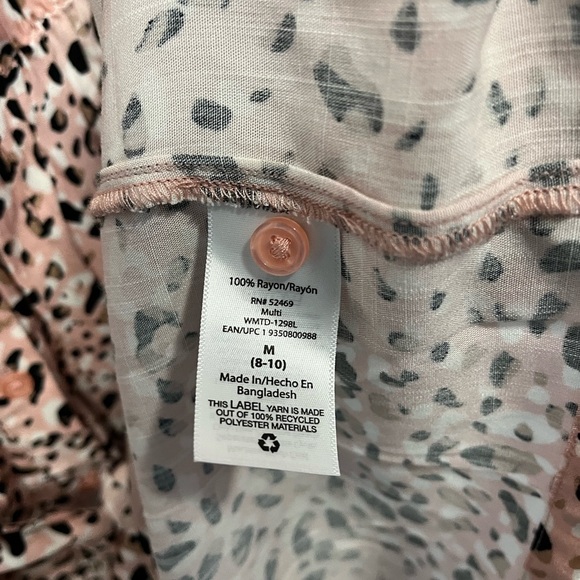 100% Rayon/Rayón
RN# 52469
Multi
WMTD-1298L
EAN/UPC 1 9350800988
M
(8-10)
Made In/Hecho En
Bangladesh
THIS LABEL YARN IS MADE
OUT OF 100% RECYCLED
POLYESTER MATERIALS